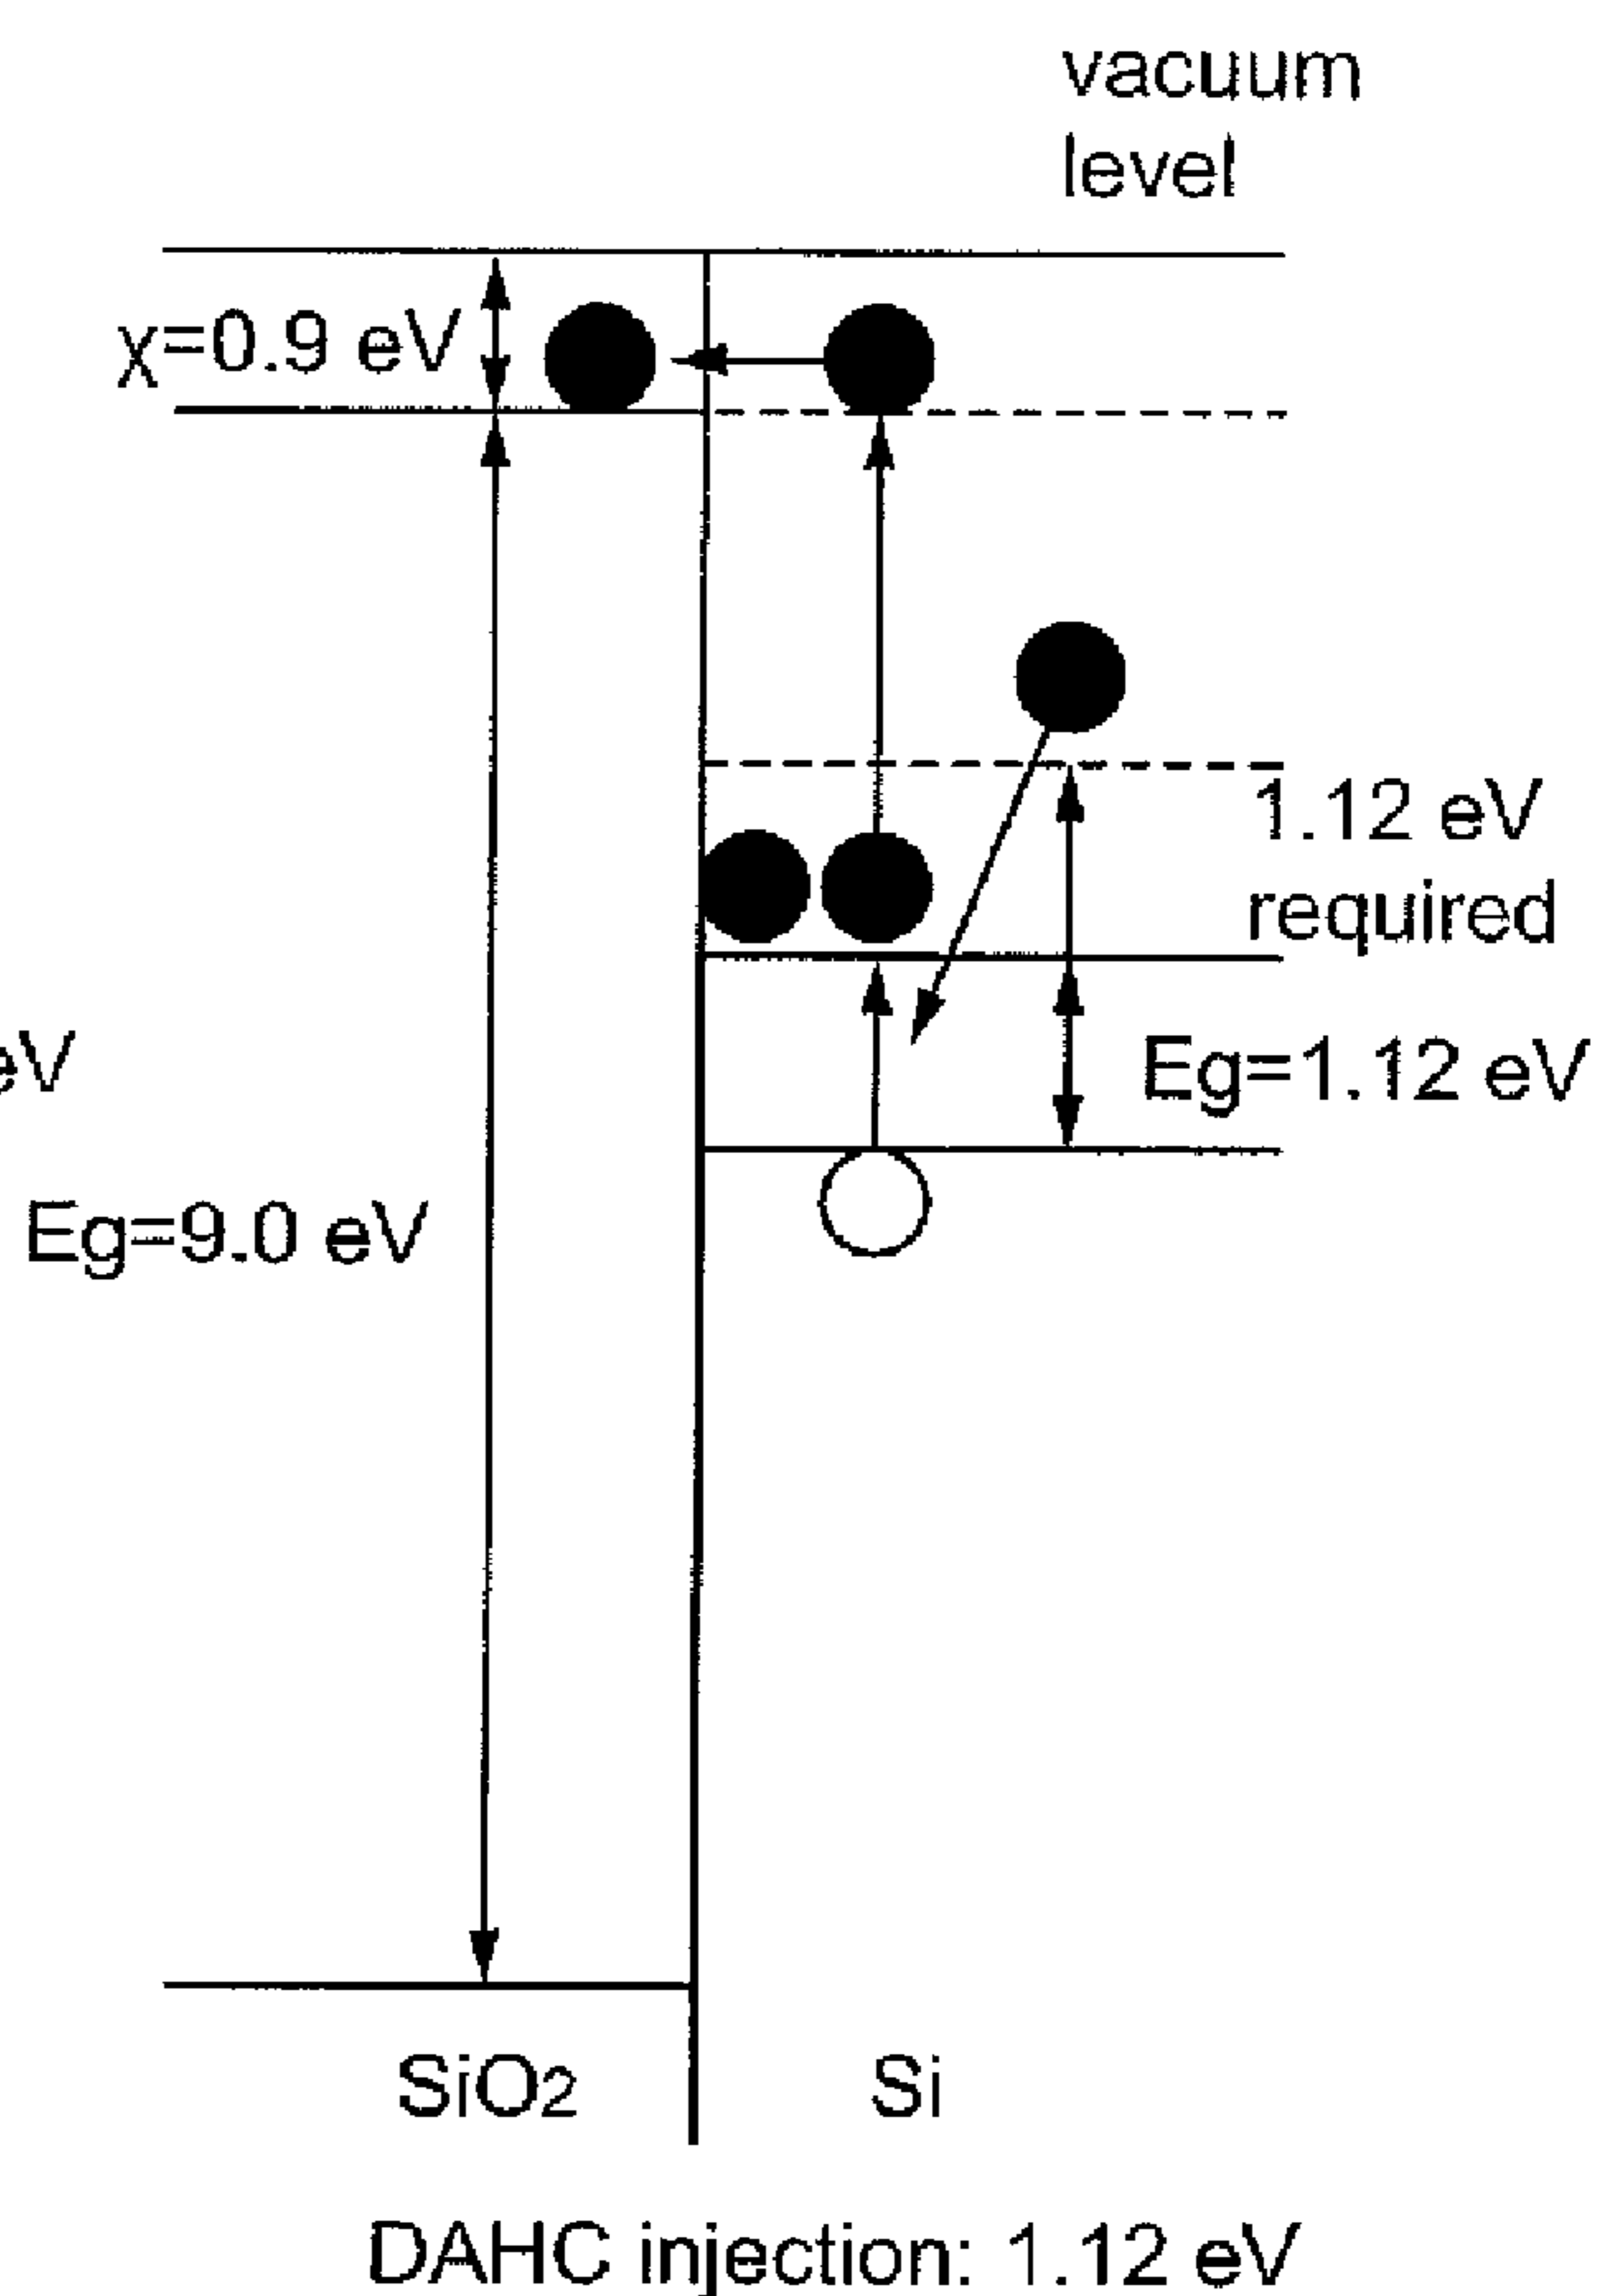 vacuum
level
χ=0.9 eV
1.12 eV
required
eV
Eg=1.12 eV
Eg=9.0 eV
SiO2
Si
DAHC injection: 1.12 eV